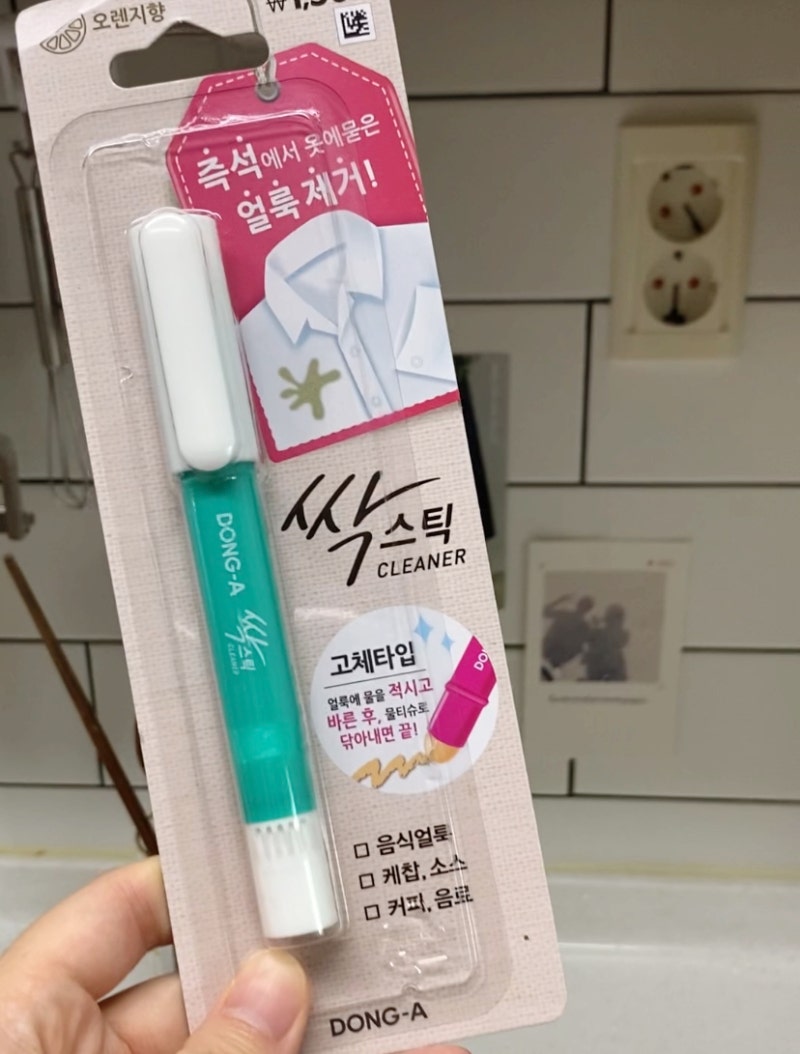 오렌지향
즉석에서 옷에묻은
얼룩 제거!
싹스틱
CLEANER
DONG-A
싹스틱
CLEANER
고체타입
얼룩에 물을 적시고
바른 후, 물티슈로
닦아내면 끝!
DO
□ 음식얼룩
□ 케찹, 소스
□ 커피, 음료
DONG-A